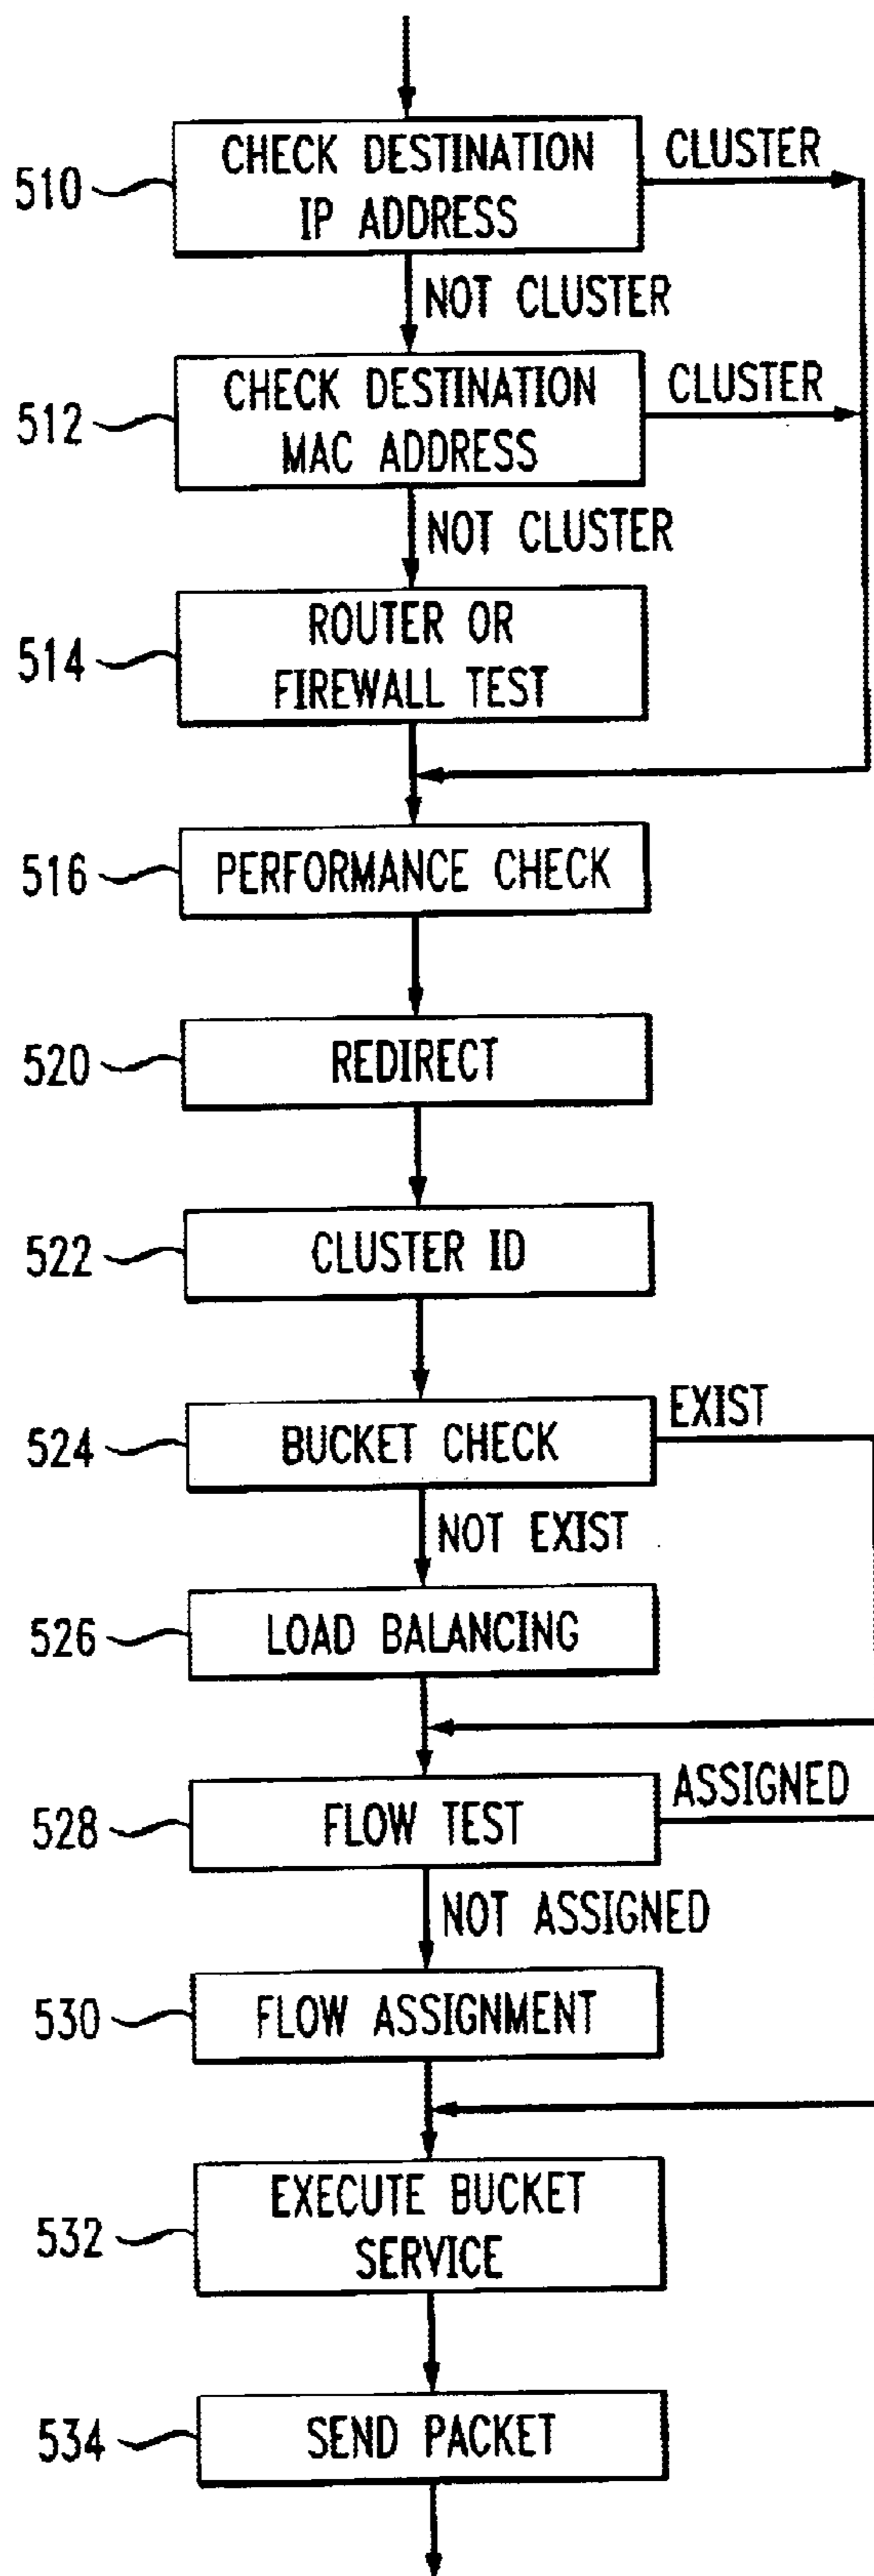 CHECK DESTINATION
IP ADDRESS
CLUSTER
510
NOT CLUSTER
CHECK DESTINATION
MAC ADDRESS
CLUSTER
512
NOT CLUSTER
ROUTER OR
FIREWALL TEST
514
PERFORMANCE CHECK
516
REDIRECT
520
CLUSTER ID
522
BUCKET CHECK
EXIST
524
NOT EXIST
LOAD BALANCING
526
FLOW TEST
ASSIGNED
528
NOT ASSIGNED
FLOW ASSIGNMENT
530
EXECUTE BUCKET
SERVICE
532
SEND PACKET
534